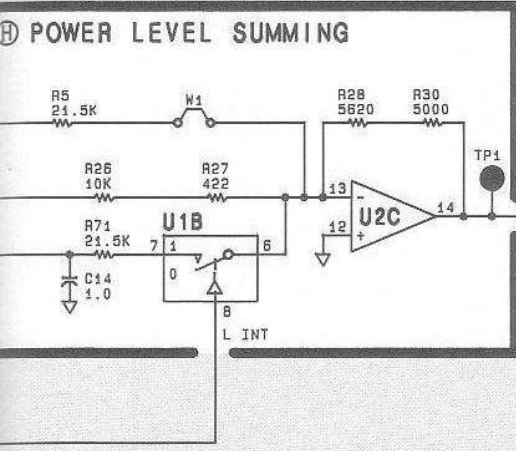 Ⓗ POWER LEVEL SUMMING
R5
21.5K
W1
R28
5620
R30
5000
TP1
R26
10K
R27
422
13
-
14
U2C
12
+
R71
21.5K
U1B
7
1
6
0
C14
1.0
8
L INT